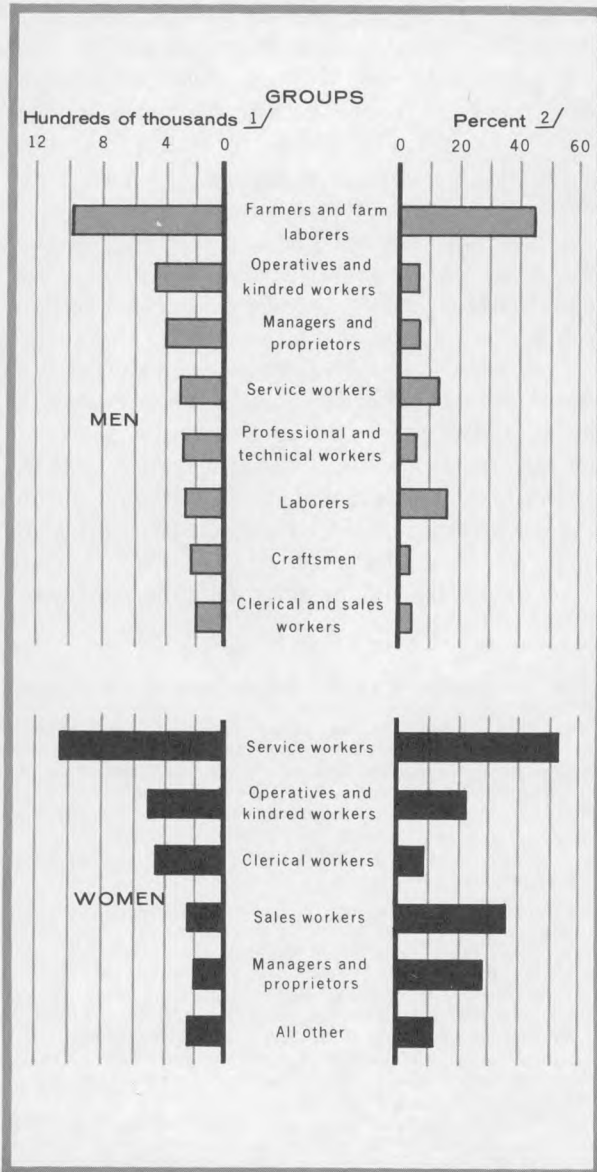 GROUPS
Hundreds of thousands 1/ Percent 2/
12 8 4 0 0 20 40 60
Farmers and farm
laborers
Operatives and
kindred workers
Managers and
proprietors
Service workers
MEN
Professional and
technical workers
Laborers
Craftsmen
Clerical and sales
workers
Service workers
Operatives and
kindred workers
Clerical workers
WOMEN
Sales workers
Managers and
proprietors
All other